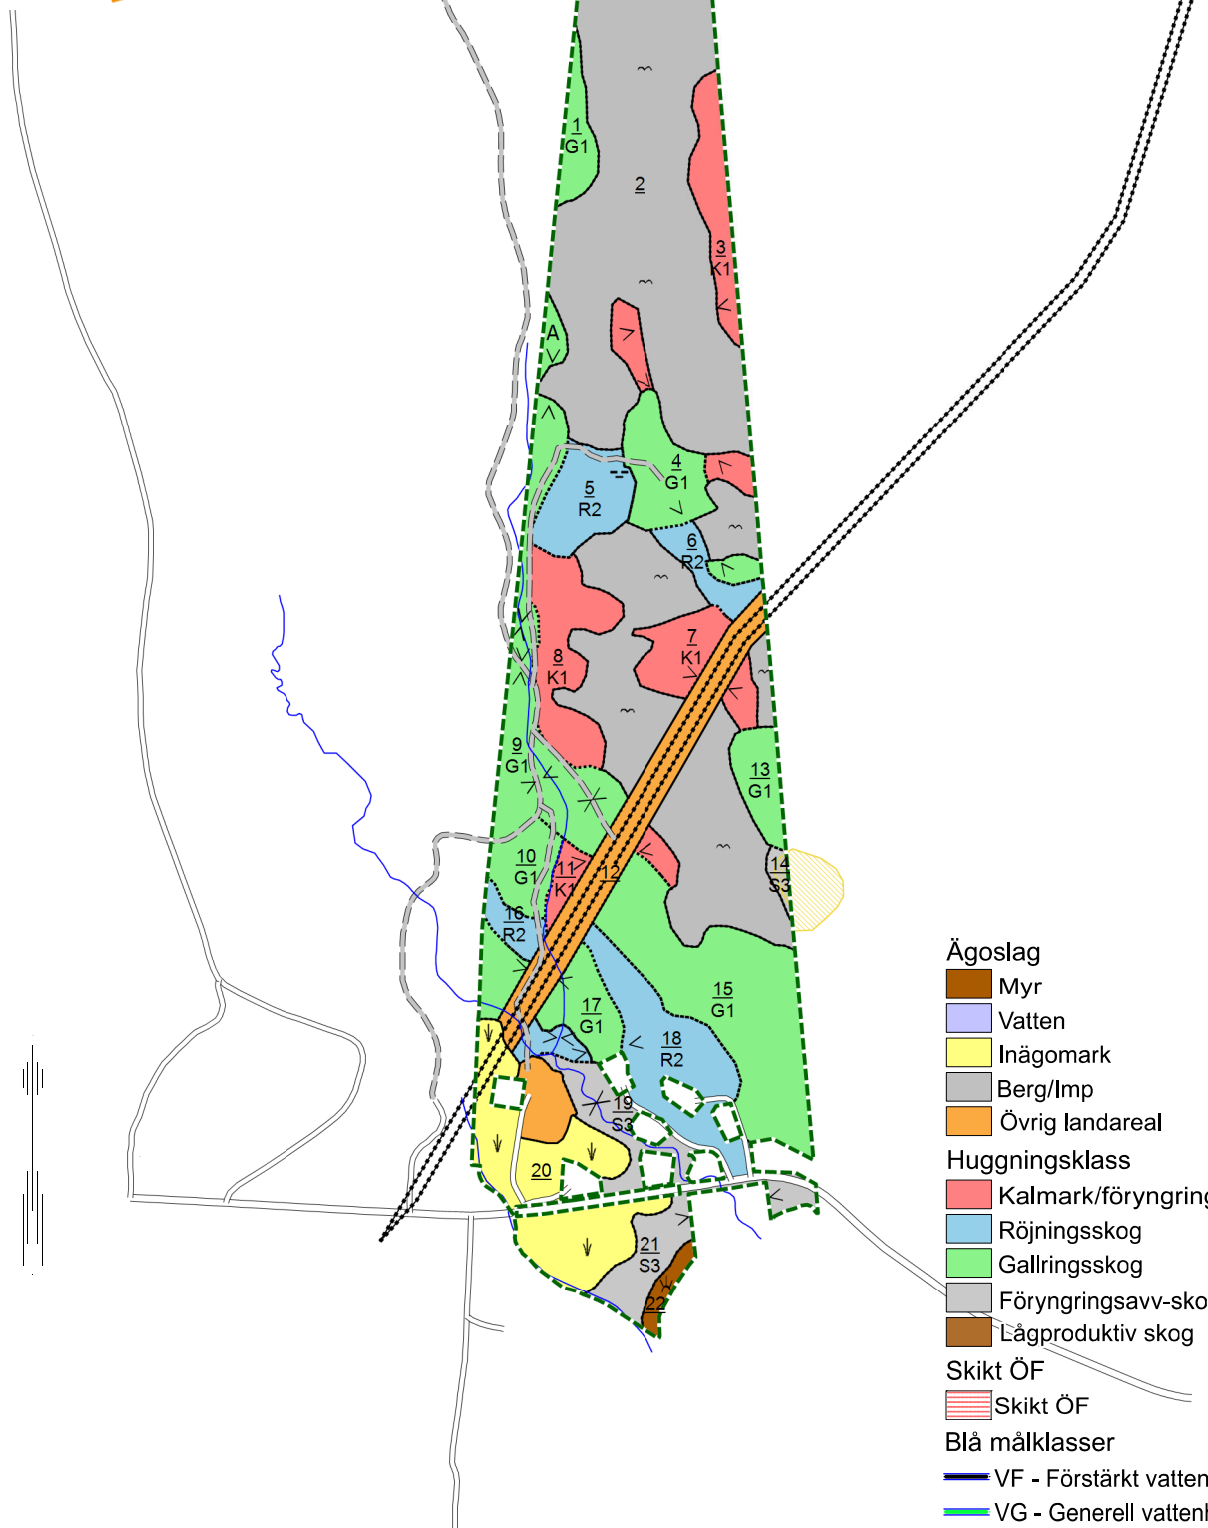 1
G1
2
3
K1
A
4
G1
5
R2
6
R2
7
K1
8
K1
9
G1
13
G1
10
G1
11
K1
12
14
S3
16
R2
17
G1
15
G1
18
R2
19
S3
20
21
S3
22
Ägoslag
Myr
Vatten
Inägomark
Berg/Imp
Övrig landareal
Huggningsklass
Kalmark/föryngring
Röjningsskog
Gallringsskog
Föryngringsavv-sko
Lågproduktiv skog
Skikt ÖF
Skikt ÖF
Blå målklasser
VF - Förstärkt vatten
VG - Generell vattenh